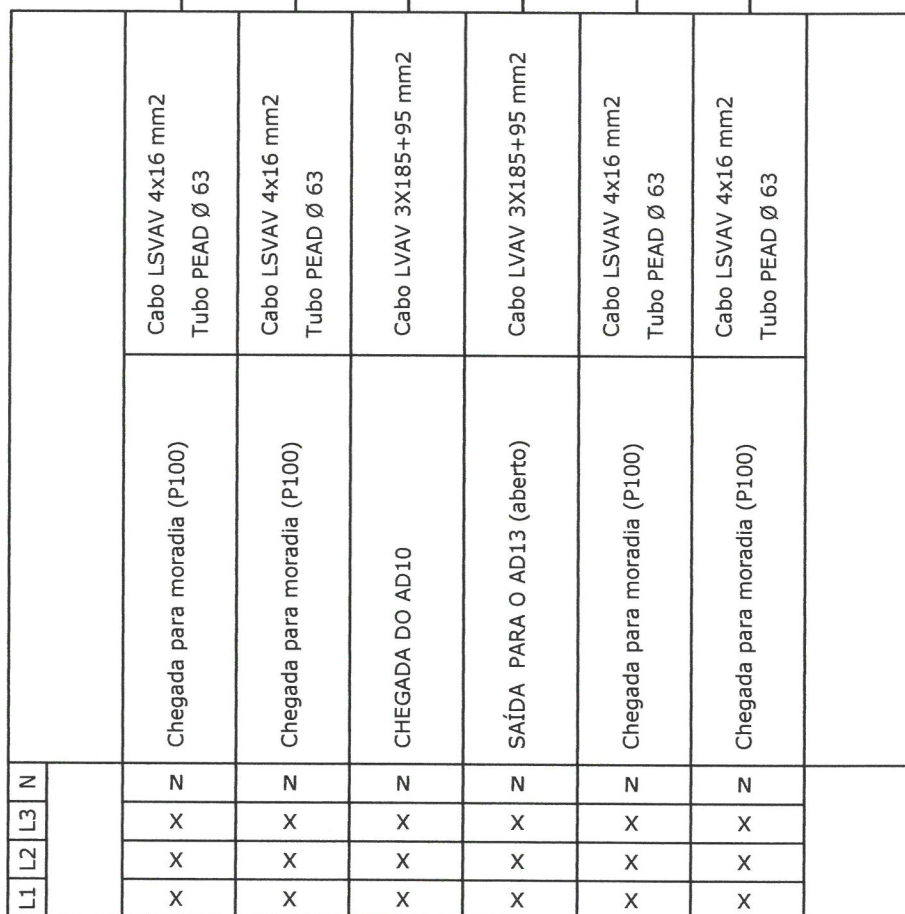 L1 L2 L3 N
X X X N Chegada para moradia (P100) Cabo LSVAV 4x16 mm2
Tubo PEAD Ø 63
X X X N Chegada para moradia (P100) Cabo LSVAV 4x16 mm2
Tubo PEAD Ø 63
X X X N CHEGADA DO AD10 Cabo LVAV 3X185+95 mm2
X X X N SAÍDA PARA O AD13 (aberto) Cabo LVAV 3X185+95 mm2
X X X N Chegada para moradia (P100) Cabo LSVAV 4x16 mm2
Tubo PEAD Ø 63
X X X N Chegada para moradia (P100) Cabo LSVAV 4x16 mm2
Tubo PEAD Ø 63